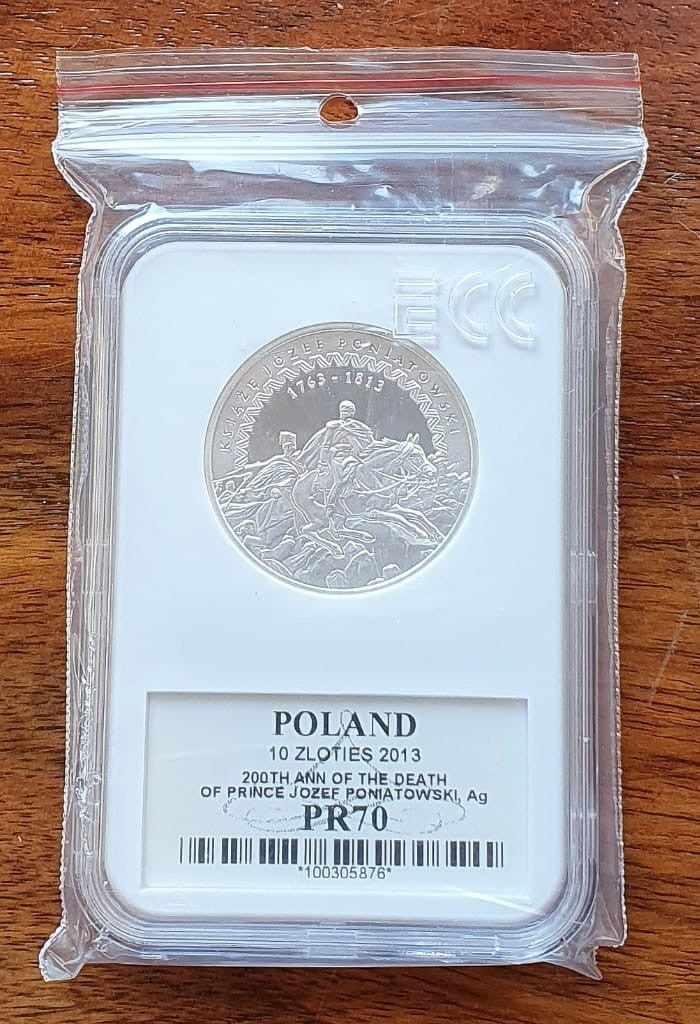 ECC
KSIĄŻĘ JÓZEF PONIATOWSKI
1763 - 1813
POLAND
10 ZLOTIES 2013
200TH ANN OF THE DEATH
OF PRINCE JOZEF PONIATOWSKI, Ag
PR70
*100305876*